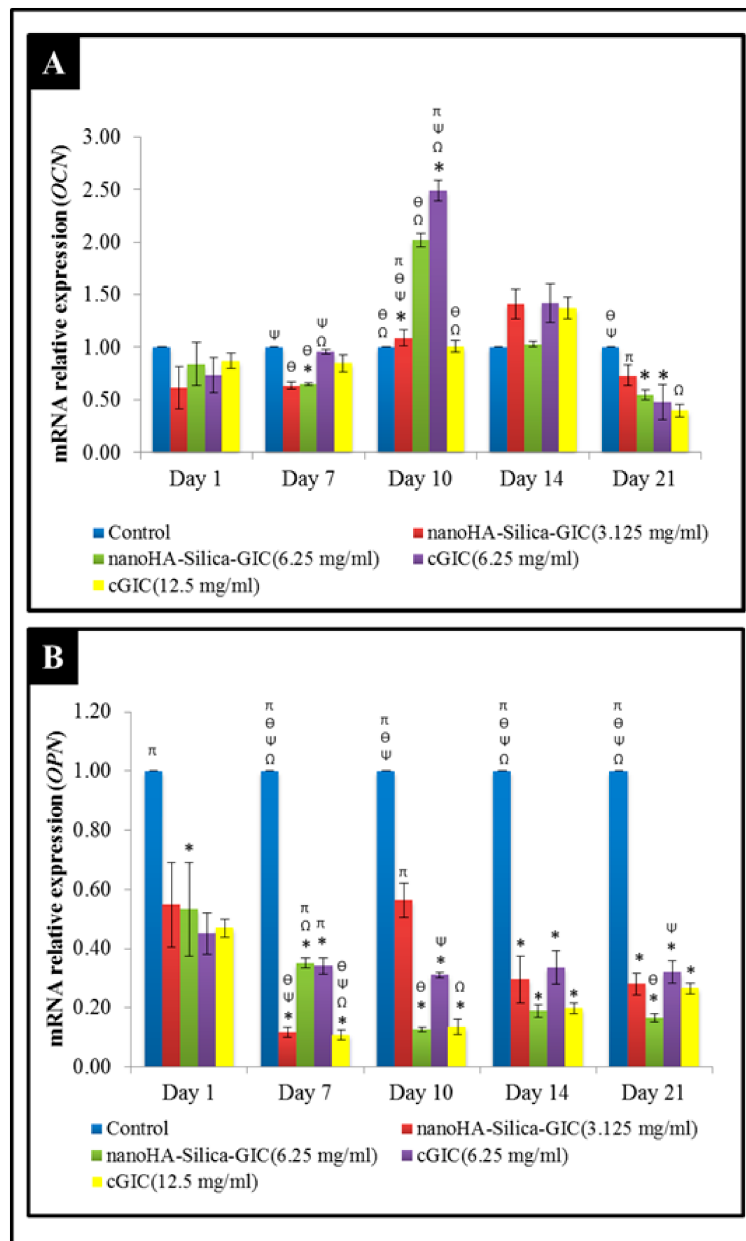 A
mRNA relative expression (OCN)
3.00
2.50
2.00
1.50
1.00
0.50
0.00
Ψ
ϴ
ϴ
*
Ψ
Ω
ϴ
Ω
π
ϴ
Ψ
*
ϴ
Ω
π
Ψ
Ω
*
ϴ
Ω
ϴ
Ψ
π
*
*
Ω
Day 1 Day 7 Day 10 Day 14 Day 21
Control nanoHA-Silica-GIC(3.125 mg/ml)
nanoHA-Silica-GIC(6.25 mg/ml) cGIC(6.25 mg/ml)
cGIC(12.5 mg/ml)
B
mRNA relative expression (OPN)
1.20
1.00
0.80
0.60
0.40
0.20
0.00
π
*
π
ϴ
Ψ
Ω
ϴ
Ψ
*
π
Ω
*
π
*
ϴ
Ψ
Ω
*
π
ϴ
Ψ
π
ϴ
*
Ψ
*
Ω
*
π
ϴ
Ψ
Ω
*
*
*
*
π
ϴ
Ψ
Ω
*
ϴ
*
Ψ
*
*
Day 1 Day 7 Day 10 Day 14 Day 21
Control nanoHA-Silica-GIC(3.125 mg/ml)
nanoHA-Silica-GIC(6.25 mg/ml) cGIC(6.25 mg/ml)
cGIC(12.5 mg/ml)